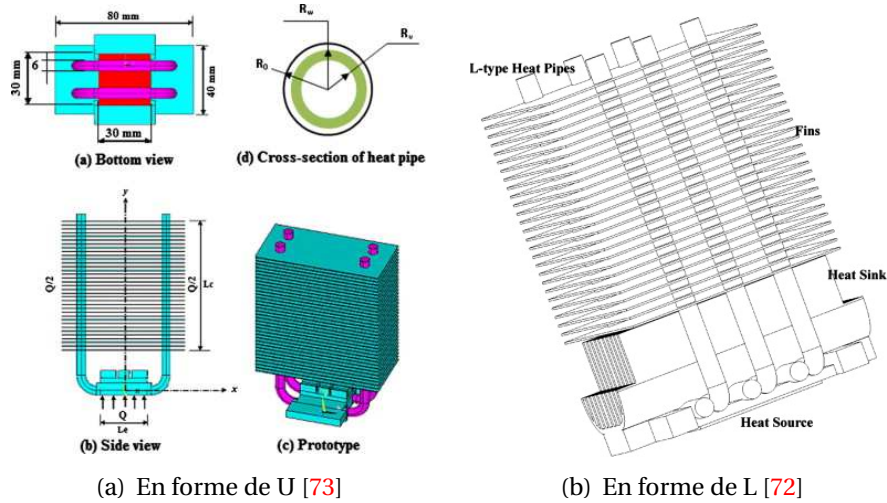 80 mm
30 mm
6
40 mm
30 mm
(a) Bottom view
R_w
R_v
R_0
(d) Cross-section of heat pipe
y
Q/2
Q/2
Lc
x
Q
Le
(b) Side view
(c) Prototype
L-type Heat Pipes
Fins
Heat Sink
Heat Source
(a) En forme de U [73]
(b) En forme de L [72]